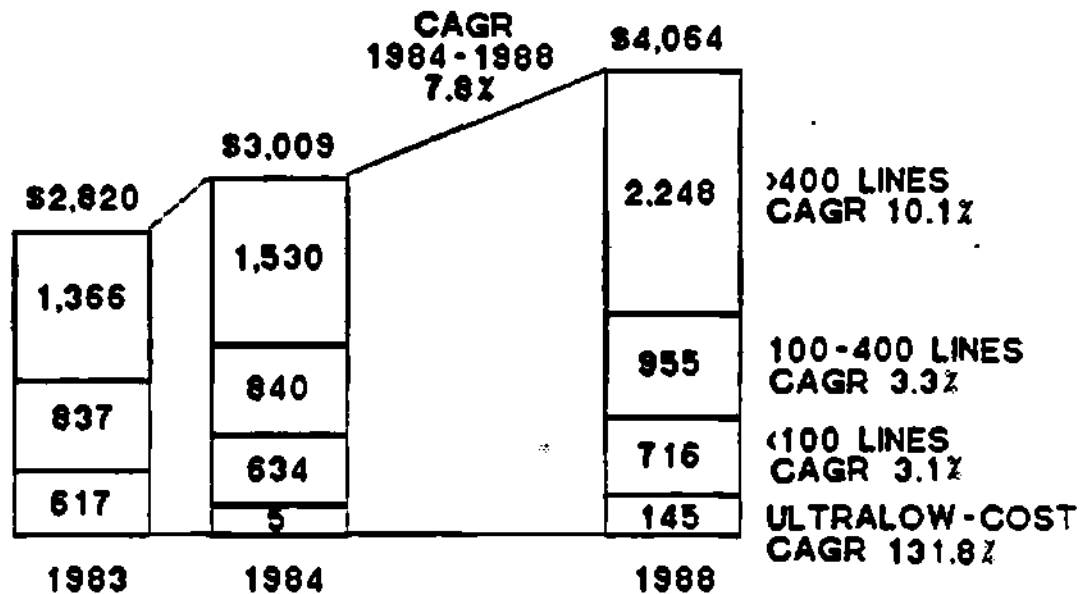 CAGR
1984-1988
7.8%
$4,064
$3,009
$2,820
2,248
>400 LINES
CAGR 10.1%
1,530
1,366
955
100-400 LINES
CAGR 3.3%
840
837
716
<100 LINES
CAGR 3.1%
634
617
5
145
ULTRALOW-COST
CAGR 131.8%
1983
1984
1988